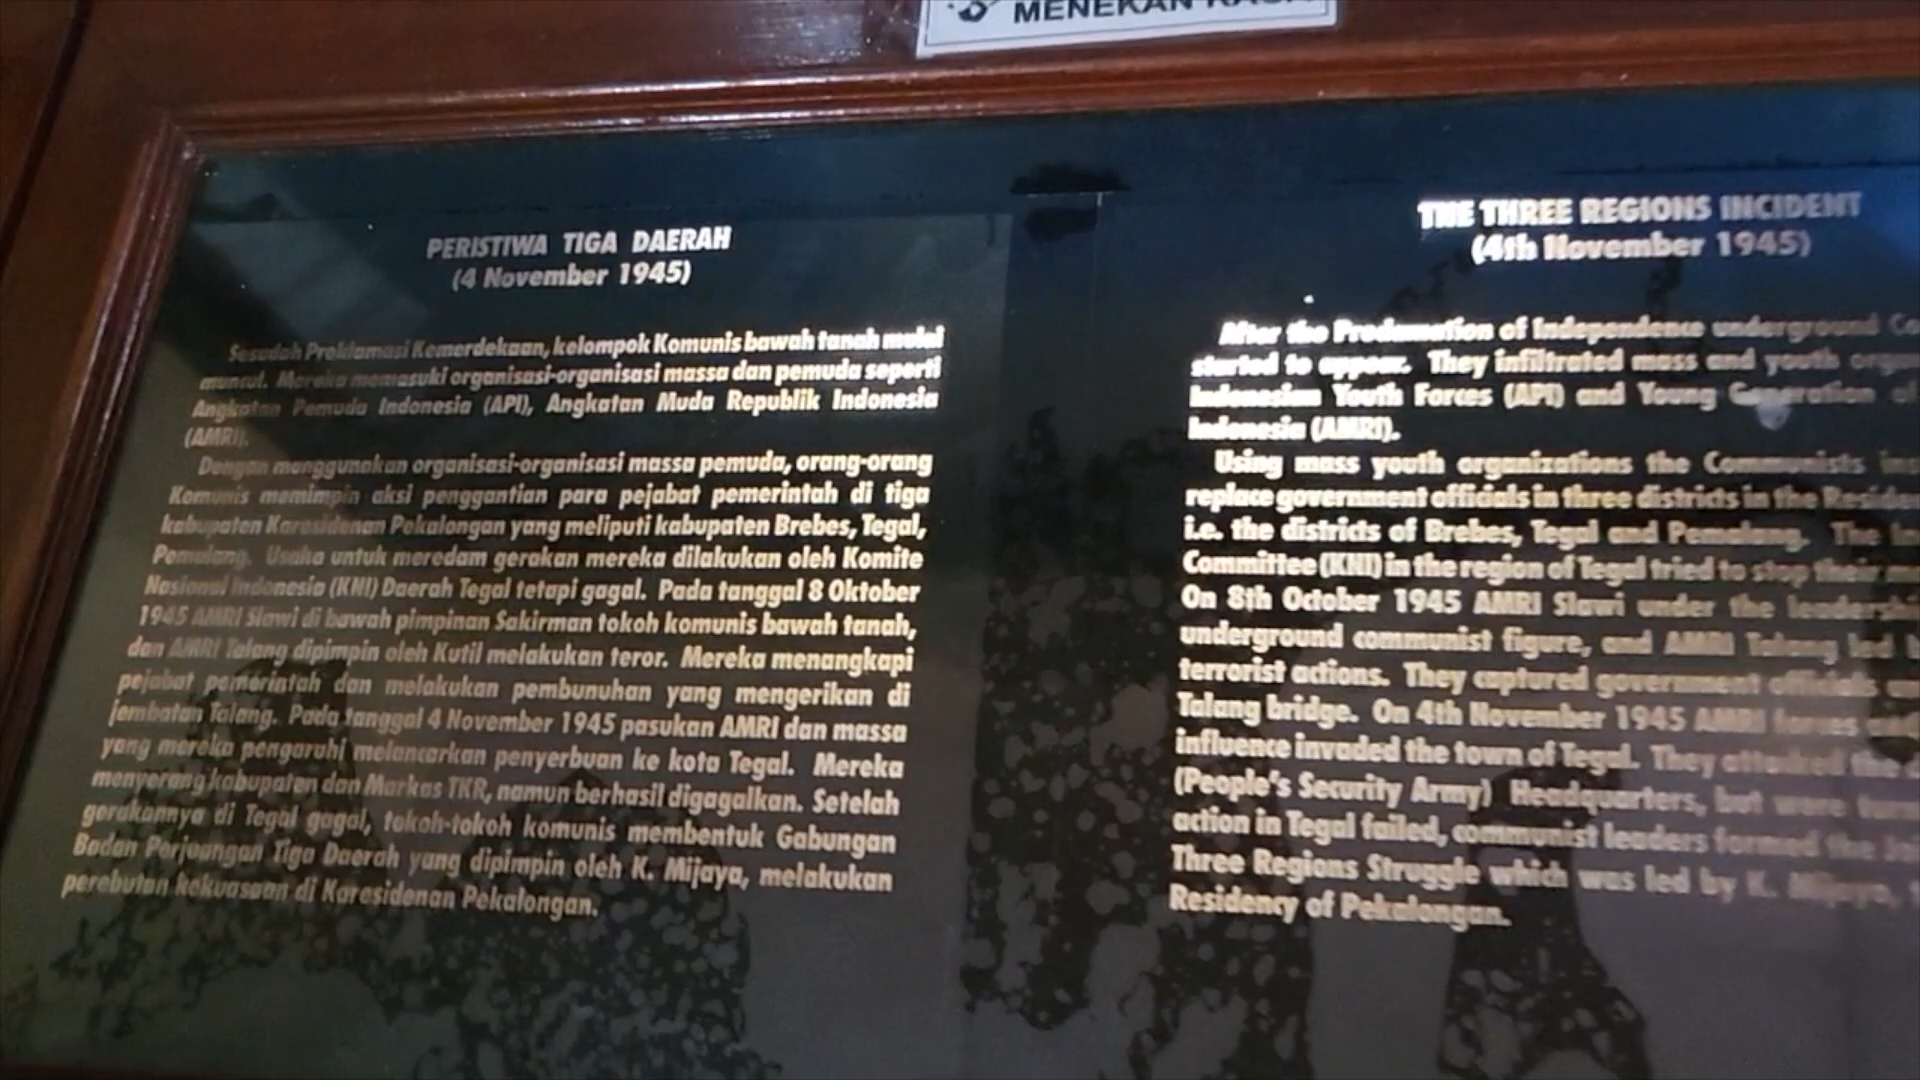 MENEKAN
PERISTIWA TIGA DAERAH
(4 November 1945)
Sesudah Proklamasi Kemerdekaan, kelompok Komunis bawah tanah mulai
muncul. Mereka memasuki organisasi-organisasi massa dan pemuda seperti
Angkatan Pemuda Indonesia (API), Angkatan Muda Republik Indonesia
(AMRI).
Dengan menggunakan organisasi-organisasi massa pemuda, orang-orang
Komunis memimpin aksi penggantian para pejabat pemerintah di tiga
kabupaten Karesidenan Pekalongan yang meliputi kabupaten Brebes, Tegal,
Pemalang. Usaha untuk meredam gerakan mereka dilakukan oleh Komite
Nasional Indonesia (KNI) Daerah Tegal tetapi gagal. Pada tanggal 8 Oktober
1945 AMRI Slawi di bawah pimpinan Sakirman tokoh komunis bawah tanah,
dan AMRI Talang dipimpin oleh Kutil melakukan teror. Mereka menangkapi
pejabat pemerintah dan melakukan pembunuhan yang mengerikan di
jembatan Talang. Pada tanggal 4 November 1945 pasukan AMRI dan massa
yang mereka pengaruhi melancarkan penyerbuan ke kota Tegal. Mereka
menyerang kabupaten dan Markas TKR, namun berhasil digagalkan. Setelah
gerakannya di Tegal gagal, tokoh-tokoh komunis membentuk Gabungan
Badan Perjoangan Tiga Daerah yang dipimpin oleh K. Mijaya, melakukan
perebutan kekuasaan di Karesidenan Pekalongan.
THE THREE REGIONS INCIDENT
(4th November 1945)
After the Proclamation of Independence underground
started to appear. They infiltrated mass and youth
Indonesian Youth Forces (API) and Young Generation of
Indonesia (AMRI).
Using mass youth organizations the Communists
replace government officials in three districts in the
i.e. the districts of Brebes, Tegal and Pemalang. The
Committee (KNI) in the region of Tegal tried to stop their
On 8th October 1945 AMRI Slawi under the
underground communist figure, and AMRI Talang led
terrorist actions. They captured government officials
Talang bridge. On 4th November 1945 AMRI forces
influence invaded the town of Tegal. They attacked the
(People's Security Army) Headquarters, but were
action in Tegal failed, communist leaders formed the
Three Regions Struggle which was led by K. Mijaya,
Residency of Pekalongan.